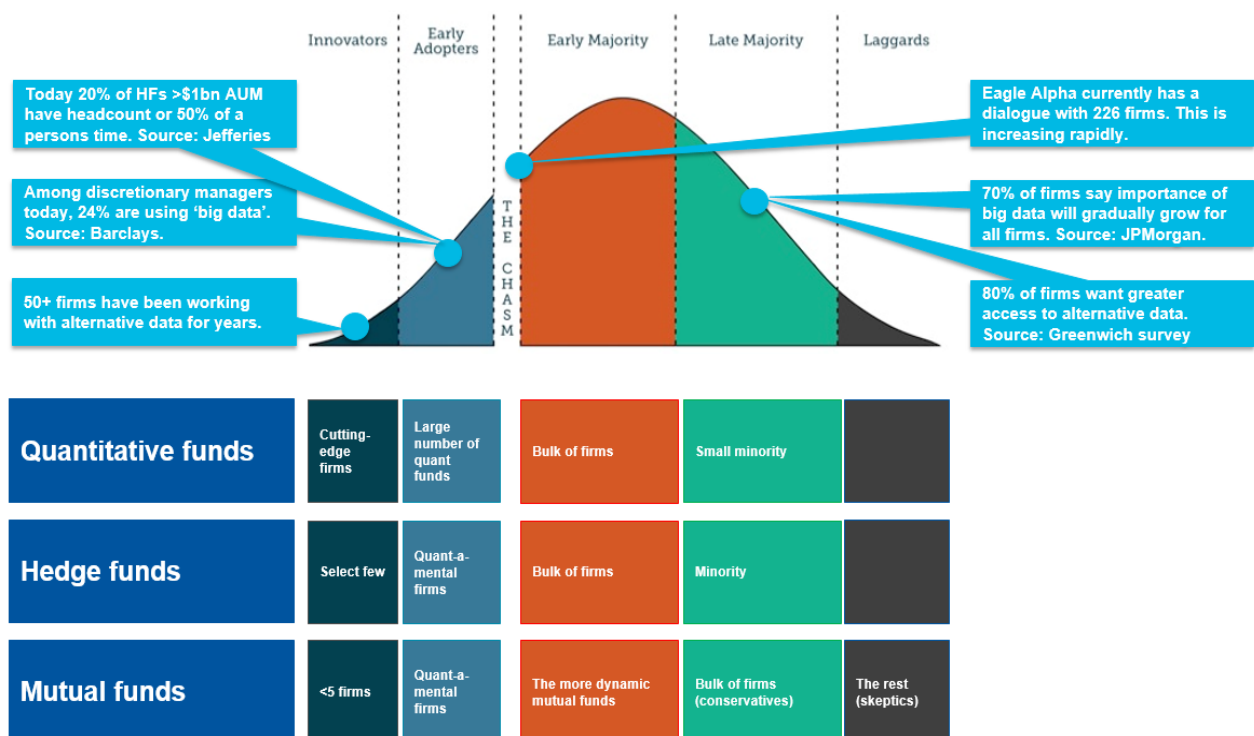 Innovators
Early
Adopters
Early Majority
Late Majority
Laggards
Today 20% of HFs >$1bn AUM
have headcount or 50% of a
persons time. Source: Jefferies
Among discretionary managers
today, 24% are using ‘big data’.
Source: Barclays.
50+ firms have been working
with alternative data for years.
THE CHASM
Eagle Alpha currently has a
dialogue with 226 firms. This is
increasing rapidly.
70% of firms say importance of
big data will gradually grow for
all firms. Source: JPMorgan.
80% of firms want greater
access to alternative data.
Source: Greenwich survey
Quantitative funds
Cutting-
edge
firms
Large
number of
quant
funds
Bulk of firms
Small minority
Hedge funds
Select few
Quant-a-
mental
firms
Bulk of firms
Minority
Mutual funds
<5 firms
Quant-a-
mental
firms
The more dynamic
mutual funds
Bulk of firms
(conservatives)
The rest
(skeptics)